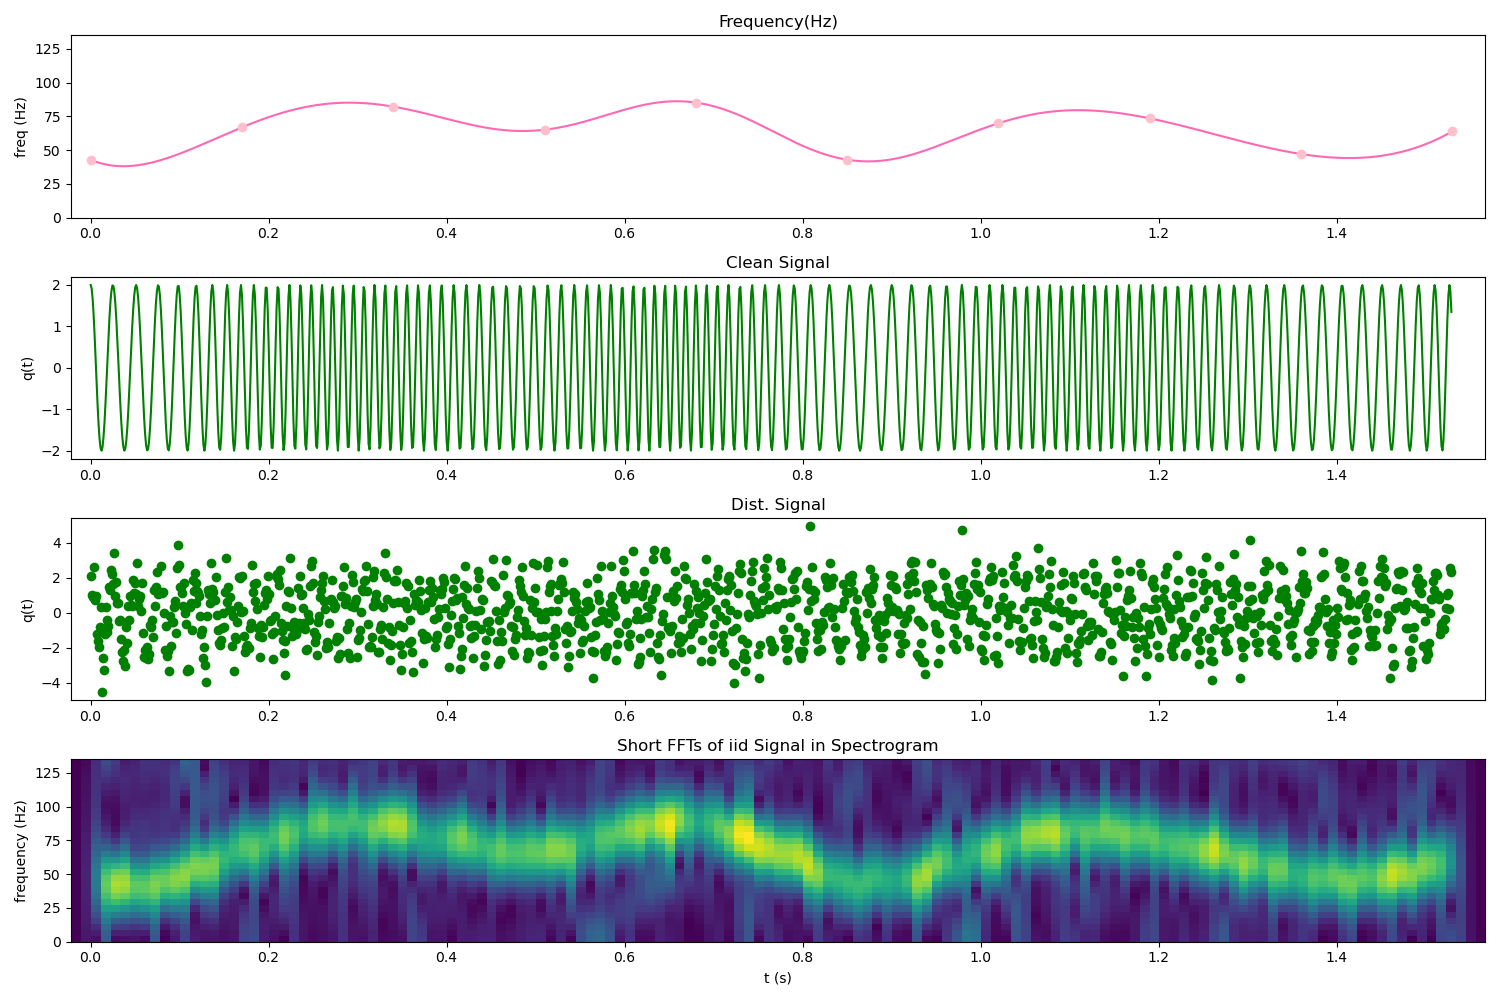 Frequency(Hz)
freq (Hz)
125
100
75
50
25
0
0.0 0.2 0.4 0.6 0.8 1.0 1.2 1.4
Clean Signal
q(t)
2
1
0
−1
−2
0.0 0.2 0.4 0.6 0.8 1.0 1.2 1.4
Dist. Signal
q(t)
4
2
0
−2
−4
0.0 0.2 0.4 0.6 0.8 1.0 1.2 1.4
Short FFTs of iid Signal in Spectrogram
frequency (Hz)
125
100
75
50
25
0
0.0 0.2 0.4 0.6 0.8 1.0 1.2 1.4
t (s)